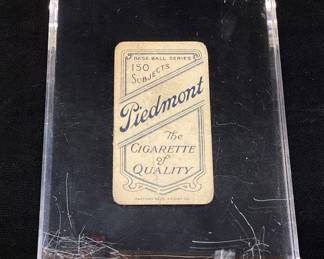 BASE BALL SERIES
150
SUBJECTS
Piedmont
The
CIGARETTE
of
QUALITY